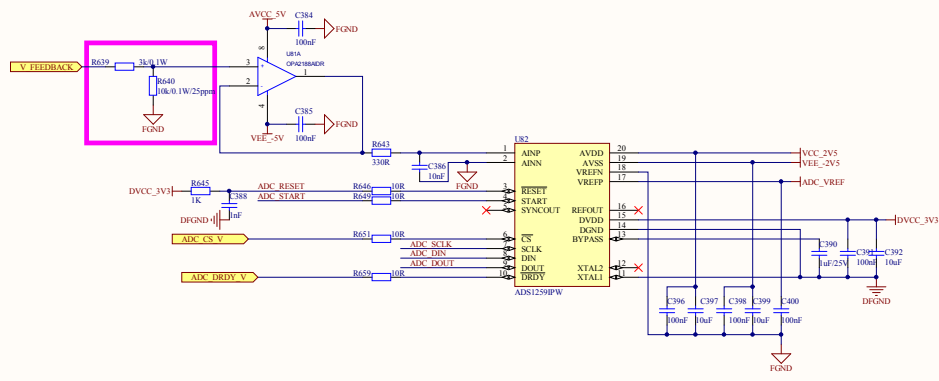 AVCC_5V
C384
FGND
100nF
U81A
OPA2188AIDR
V_FEEDBACK
R639
3k/0.1W
R640
10k/0.1W/25ppm
FGND
8
3
+
2
-
1
4
C385
FGND
100nF
VEE_-5V
R643
330R
C386
10nF
FGND
U82
1
AINP
AVDD
20
VCC_2V5
2
AINN
AVSS
19
VEE_-2V5
VREFN
18
VREFP
17
ADC_VREF
DVCC_3V3
R645
1K
C388
1nF
DFGND
ADC_RESET
R646
10R
3
RESET
ADC_START
R649
10R
4
START
5
SYNCOUT
REFOUT
16
DVDD
15
DVCC_3V3
DGND
14
ADC_CS_V
R651
10R
6
CS
BYPASS
13
ADC_SCLK
SCLK
ADC_DIN
DIN
ADC_DOUT
9
DOUT
XTAL2
12
ADC_DRDY_V
R659
10R
10
DRDY
XTAL1
11
ADS1259IPW
C390
1uF/25V
C391
100nF
C392
10uF
DFGND
C396
100nF
C397
10uF
C398
100nF
C399
10uF
C400
100nF
FGND